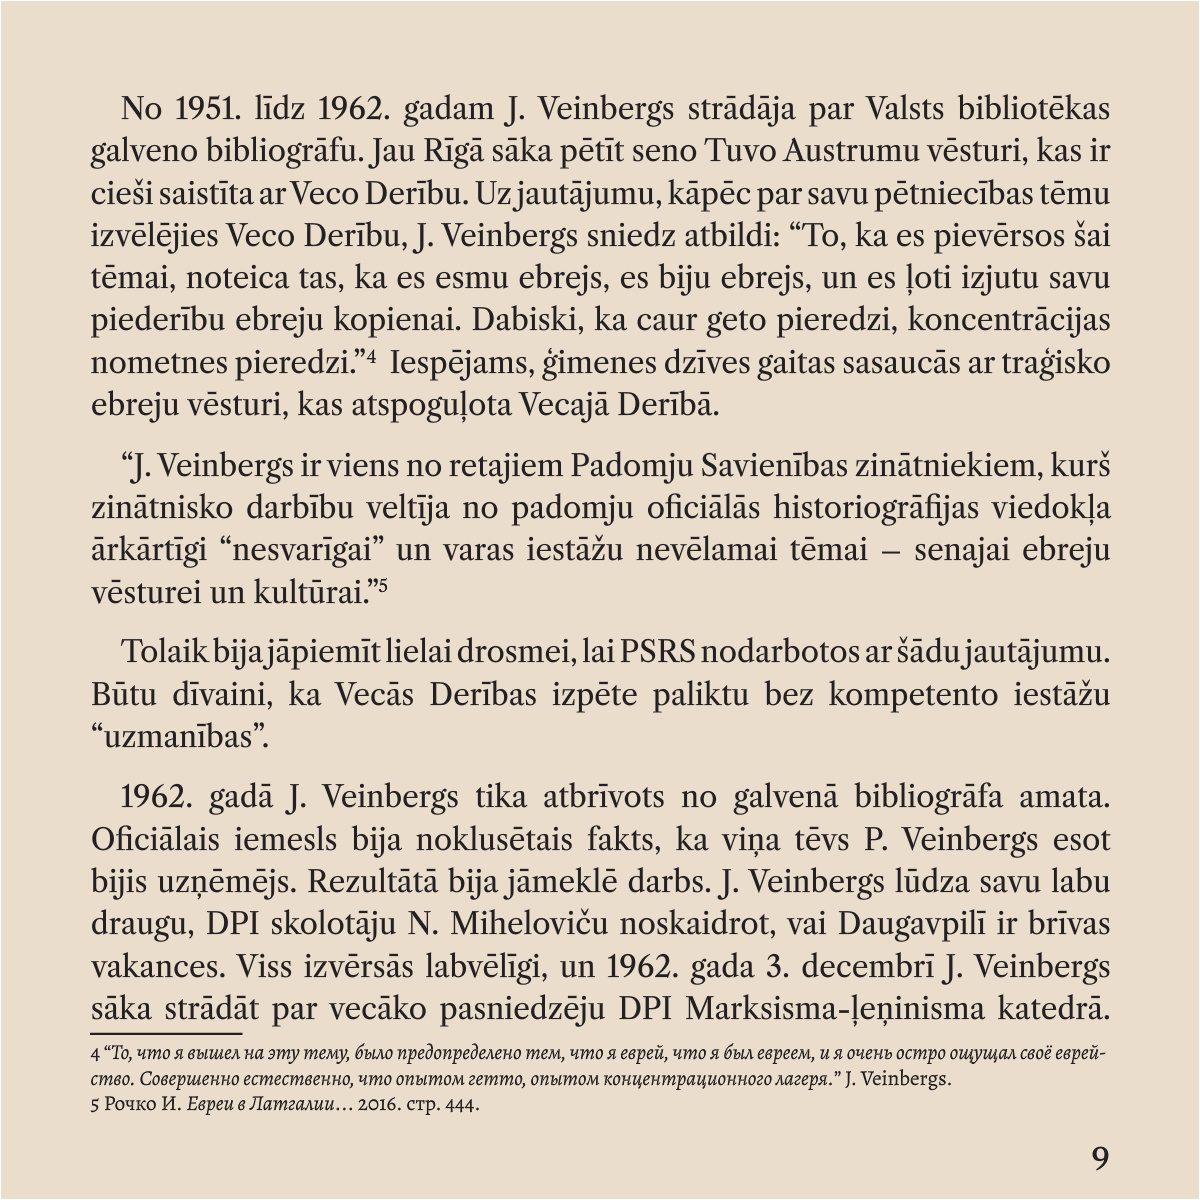 No 1951. līdz 1962. gadam J. Veinbergs strādāja par Valsts bibliotēkas
galveno bibliogrāfu. Jau Rīgā sāka pētīt seno Tuvo Austrumu vēsturi, kas ir
cieši saistīta ar Veco Derību. Uz jautājumu, kāpēc par savu pētniecības tēmu
izvēlējies Veco Derību, J. Veinbergs sniedz atbildi: “To, ka es pievērsos šai
tēmai, noteica tas, ka es esmu ebrejs, es biju ebrejs, un es ļoti izjutu savu
piederību ebreju kopienai. Dabiski, ka caur geto pieredzi, koncentrācijas
nometnes pieredzi.”⁴ Iespējams, ģimenes dzīves gaitas sasaucās ar traģisko
ebreju vēsturi, kas atspoguļota Vecajā Derībā.
“J. Veinbergs ir viens no retajiem Padomju Savienības zinātniekiem, kurš
zinātnisko darbību veltīja no padomju oficiālās historiogrāfijas viedokļa
ārkārtīgi “nesvarīgai” un varas iestāžu nevēlamai tēmai – senajai ebreju
vēsturei un kultūrai.”⁵
Tolaik bija jāpiemīt lielai drosmei, lai PSRS nodarbotos ar šādu jautājumu.
Būtu dīvaini, ka Vecās Derības izpēte paliktu bez kompetento iestāžu
“uzmanības”.
1962. gadā J. Veinbergs tika atbrīvots no galvenā bibliogrāfa amata.
Oficiālais iemesls bija noklusētais fakts, ka viņa tēvs P. Veinbergs esot
bijis uzņēmējs. Rezultātā bija jāmeklē darbs. J. Veinbergs lūdza savu labu
draugu, DPI skolotāju N. Miheloviču noskaidrot, vai Daugavpilī ir brīvas
vakances. Viss izvērsās labvēlīgi, un 1962. gada 3. decembrī J. Veinbergs
sāka strādāt par vecāko pasniedzēju DPI Marksisma-ļeņinisma katedrā.
4 “То, что я вышел на эту тему, было предопределено тем, что я еврей, что я был евреем, и я очень остро ощущал своё еврей-
ство. Совершенно естественно, что опытом гетто, опытом концентрационного лагеря.” J. Veinbergs.
5 Рочко И. Евреи в Латгалии… 2016. стр. 444.
9